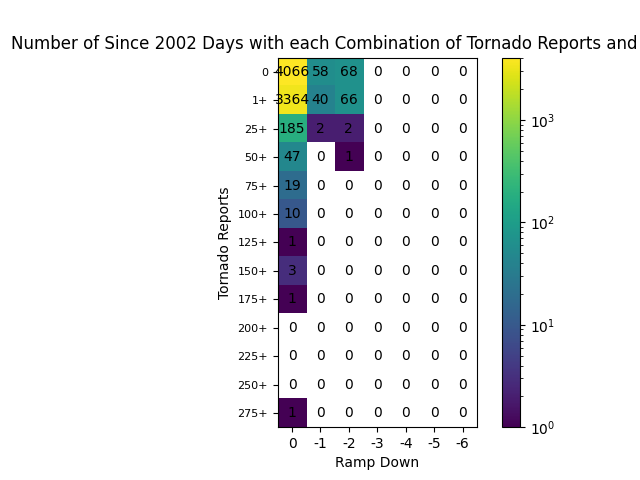 Number of Since 2002 Days with each Combination of Tornado Reports and
0 4066 58 68 0 0 0 0
1+ 3364 40 66 0 0 0 0
25+ 185 2 2 0 0 0 0
50+ 47 0 1 0 0 0 0
75+ 19 0 0 0 0 0 0
100+ 10 0 0 0 0 0 0
125+ 1 0 0 0 0 0 0
150+ 3 0 0 0 0 0 0
175+ 1 0 0 0 0 0 0
200+ 0 0 0 0 0 0 0
225+ 0 0 0 0 0 0 0
250+ 0 0 0 0 0 0 0
275+ 1 0 0 0 0 0 0
0 -1 -2 -3 -4 -5 -6
Ramp Down
Tornado Reports
10³
10²
10¹
10⁰